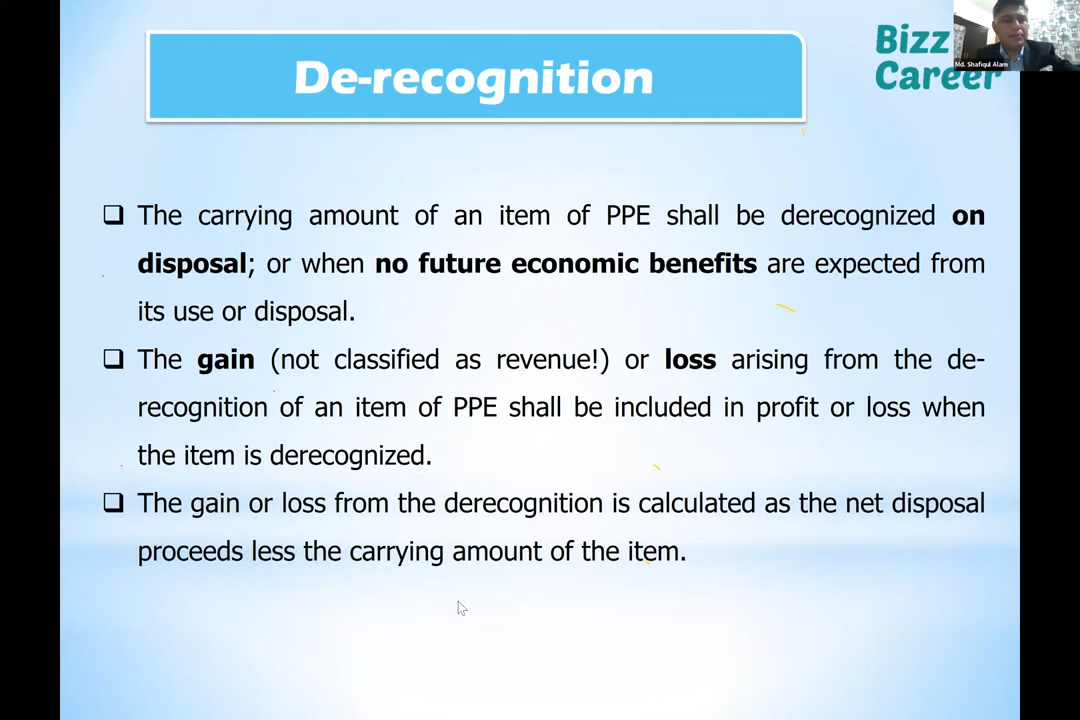 De-recognition
Bizz
Career
Md. Shafiqul Alam
❑ The carrying amount of an item of PPE shall be derecognized on
disposal; or when no future economic benefits are expected from
its use or disposal.
❑ The gain (not classified as revenue!) or loss arising from the de-
recognition of an item of PPE shall be included in profit or loss when
the item is derecognized.
❑ The gain or loss from the derecognition is calculated as the net disposal
proceeds less the carrying amount of the item.